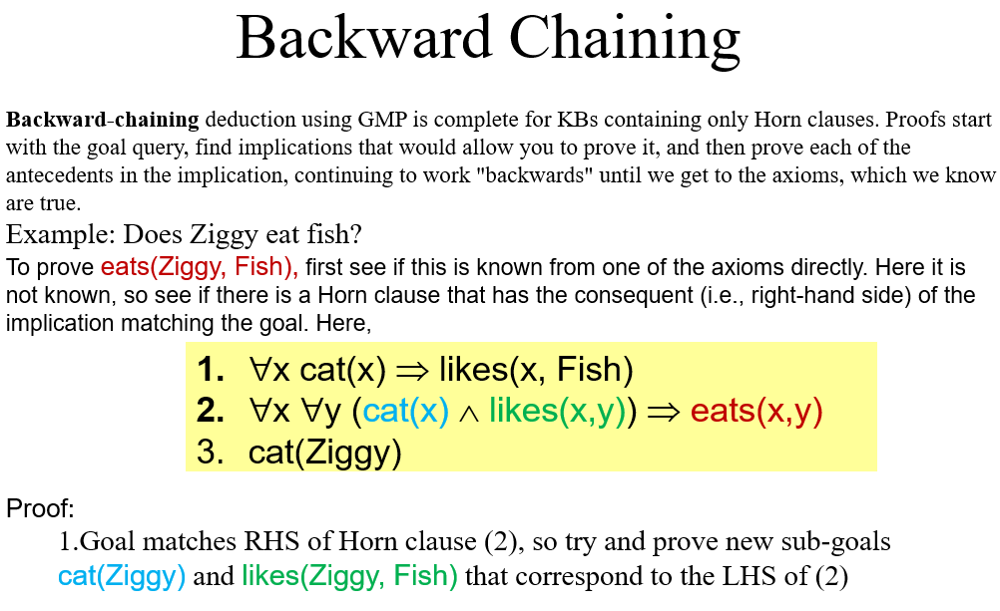 Backward Chaining
Backward-chaining deduction using GMP is complete for KBs containing only Horn clauses. Proofs start
with the goal query, find implications that would allow you to prove it, and then prove each of the
antecedents in the implication, continuing to work "backwards" until we get to the axioms, which we know
are true.
Example: Does Ziggy eat fish?
To prove eats(Ziggy, Fish), first see if this is known from one of the axioms directly. Here it is
not known, so see if there is a Horn clause that has the consequent (i.e., right-hand side) of the
implication matching the goal. Here,
1. ∀x cat(x) ⇒ likes(x, Fish)
2. ∀x ∀y (cat(x) ∧ likes(x,y)) ⇒ eats(x,y)
3. cat(Ziggy)
Proof:
1.Goal matches RHS of Horn clause (2), so try and prove new sub-goals
cat(Ziggy) and likes(Ziggy, Fish) that correspond to the LHS of (2)